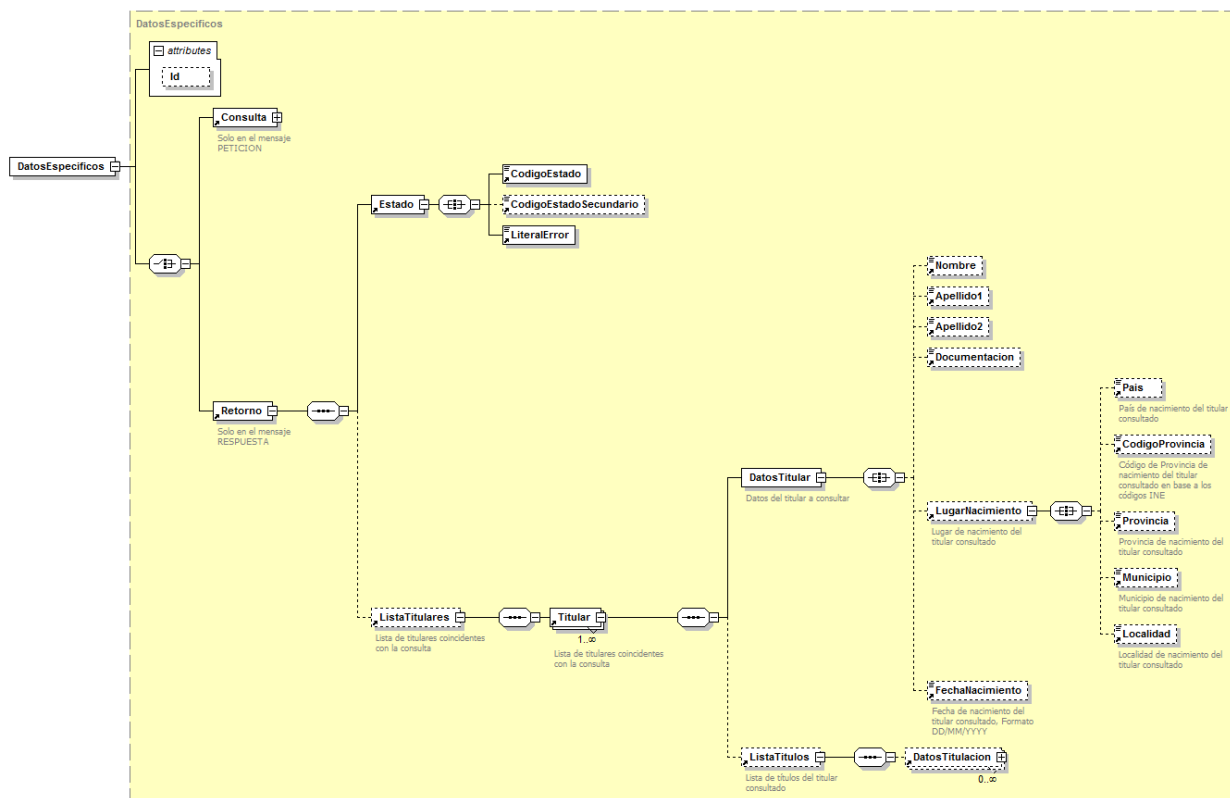 DatosEspecificos
attributes
Id
Consulta
Solo en el mensaje
PETICION
DatosEspecificos
Estado
CodigoEstado
CodigoEstadoSecundario
LiteralError
Retorno
Solo en el mensaje
RESPUESTA
Nombre
Apellido1
Apellido2
Documentacion
Pais
País de nacimiento del titular
consultado
CodigoProvincia
Código de Provincia de
nacimiento del titular
consultado en base a los
códigos INE
DatosTitular
Datos del titular a consultar
LugarNacimiento
Lugar de nacimiento del
titular consultado
Provincia
Provincia de nacimiento del
titular consultado
Municipio
Municipio de nacimiento del
titular consultado
Localidad
Localidad de nacimiento del
titular consultado
ListaTitulares
Lista de titulares coincidentes
con la consulta
Titular
1..∞
Lista de titulares coincidentes
con la consulta
FechaNacimiento
Fecha de nacimiento del
titular consultado. Formato
DD/MM/YYYY
ListaTitulos
Lista de títulos del titular
consultado
DatosTitulacion
0..∞